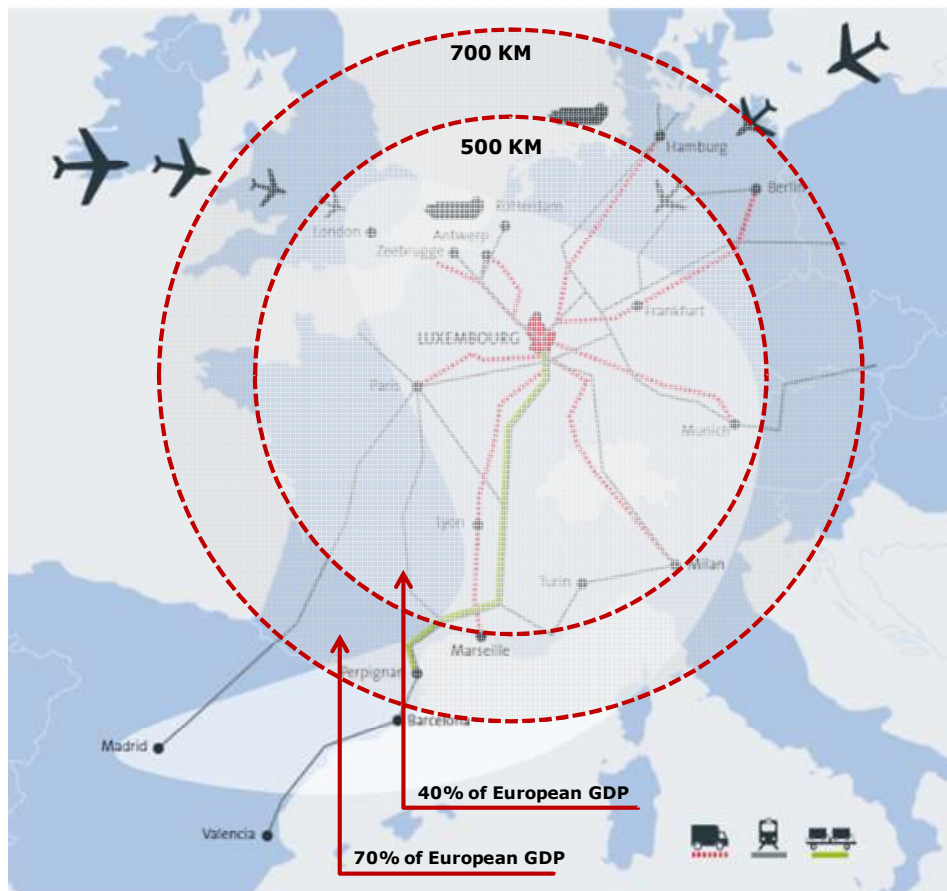 700 KM
500 KM
Hamburg
Berlin
Rotterdam
London
Antwerp
Zeebrugge
Frankfurt
LUXEMBOURG
Paris
Munich
Lyon
Milan
Turin
Marseille
Perpignan
Barcelona
Madrid
40% of European GDP
Valencia
70% of European GDP